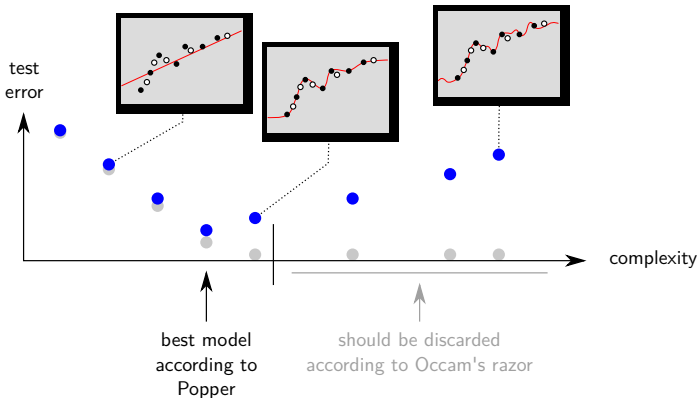 test
error
complexity
best model
according to
Popper
should be discarded
according to Occam's razor